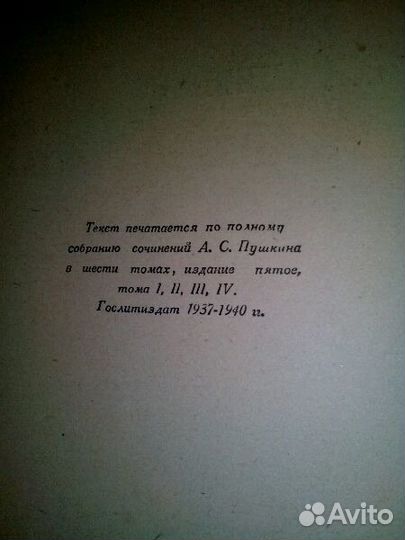 Текст печатается по полному
собранию сочинений А. С. Пушкина
в шести томах, издание пятое,
тома I, II, III, IV.
Гослитиздат 1937-1940 гг.
Avito